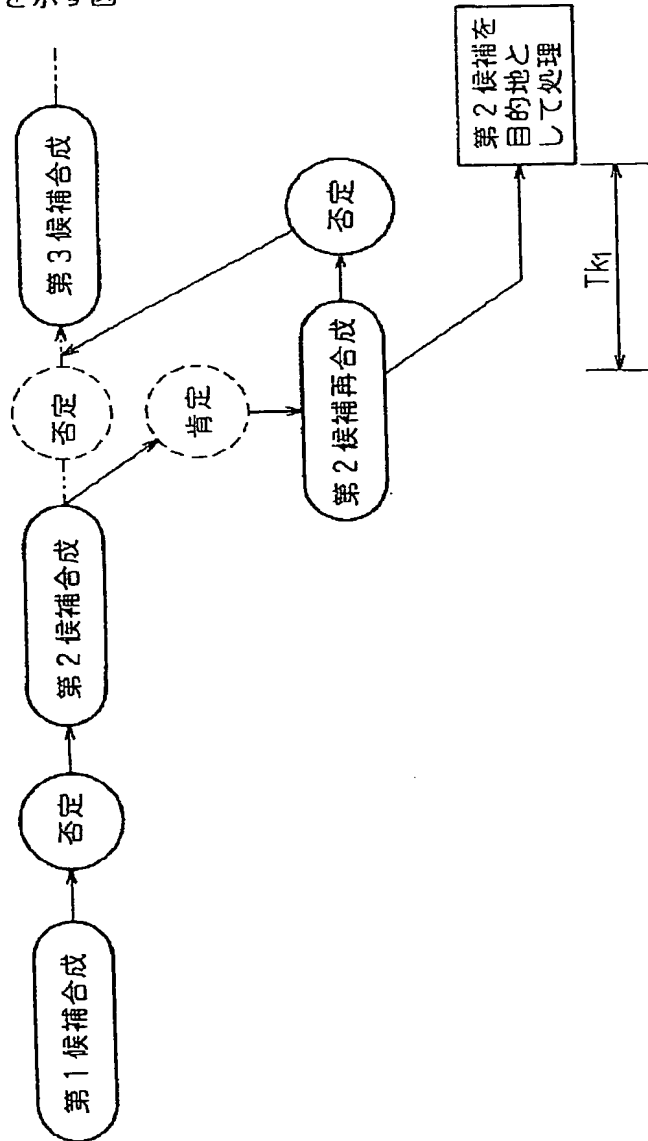 を示す図
第1候補合成
否定
第2候補合成
否定
第3候補合成
肯定
第2候補再合成
否定
第2候補を
目的地と
して処理
Tk1